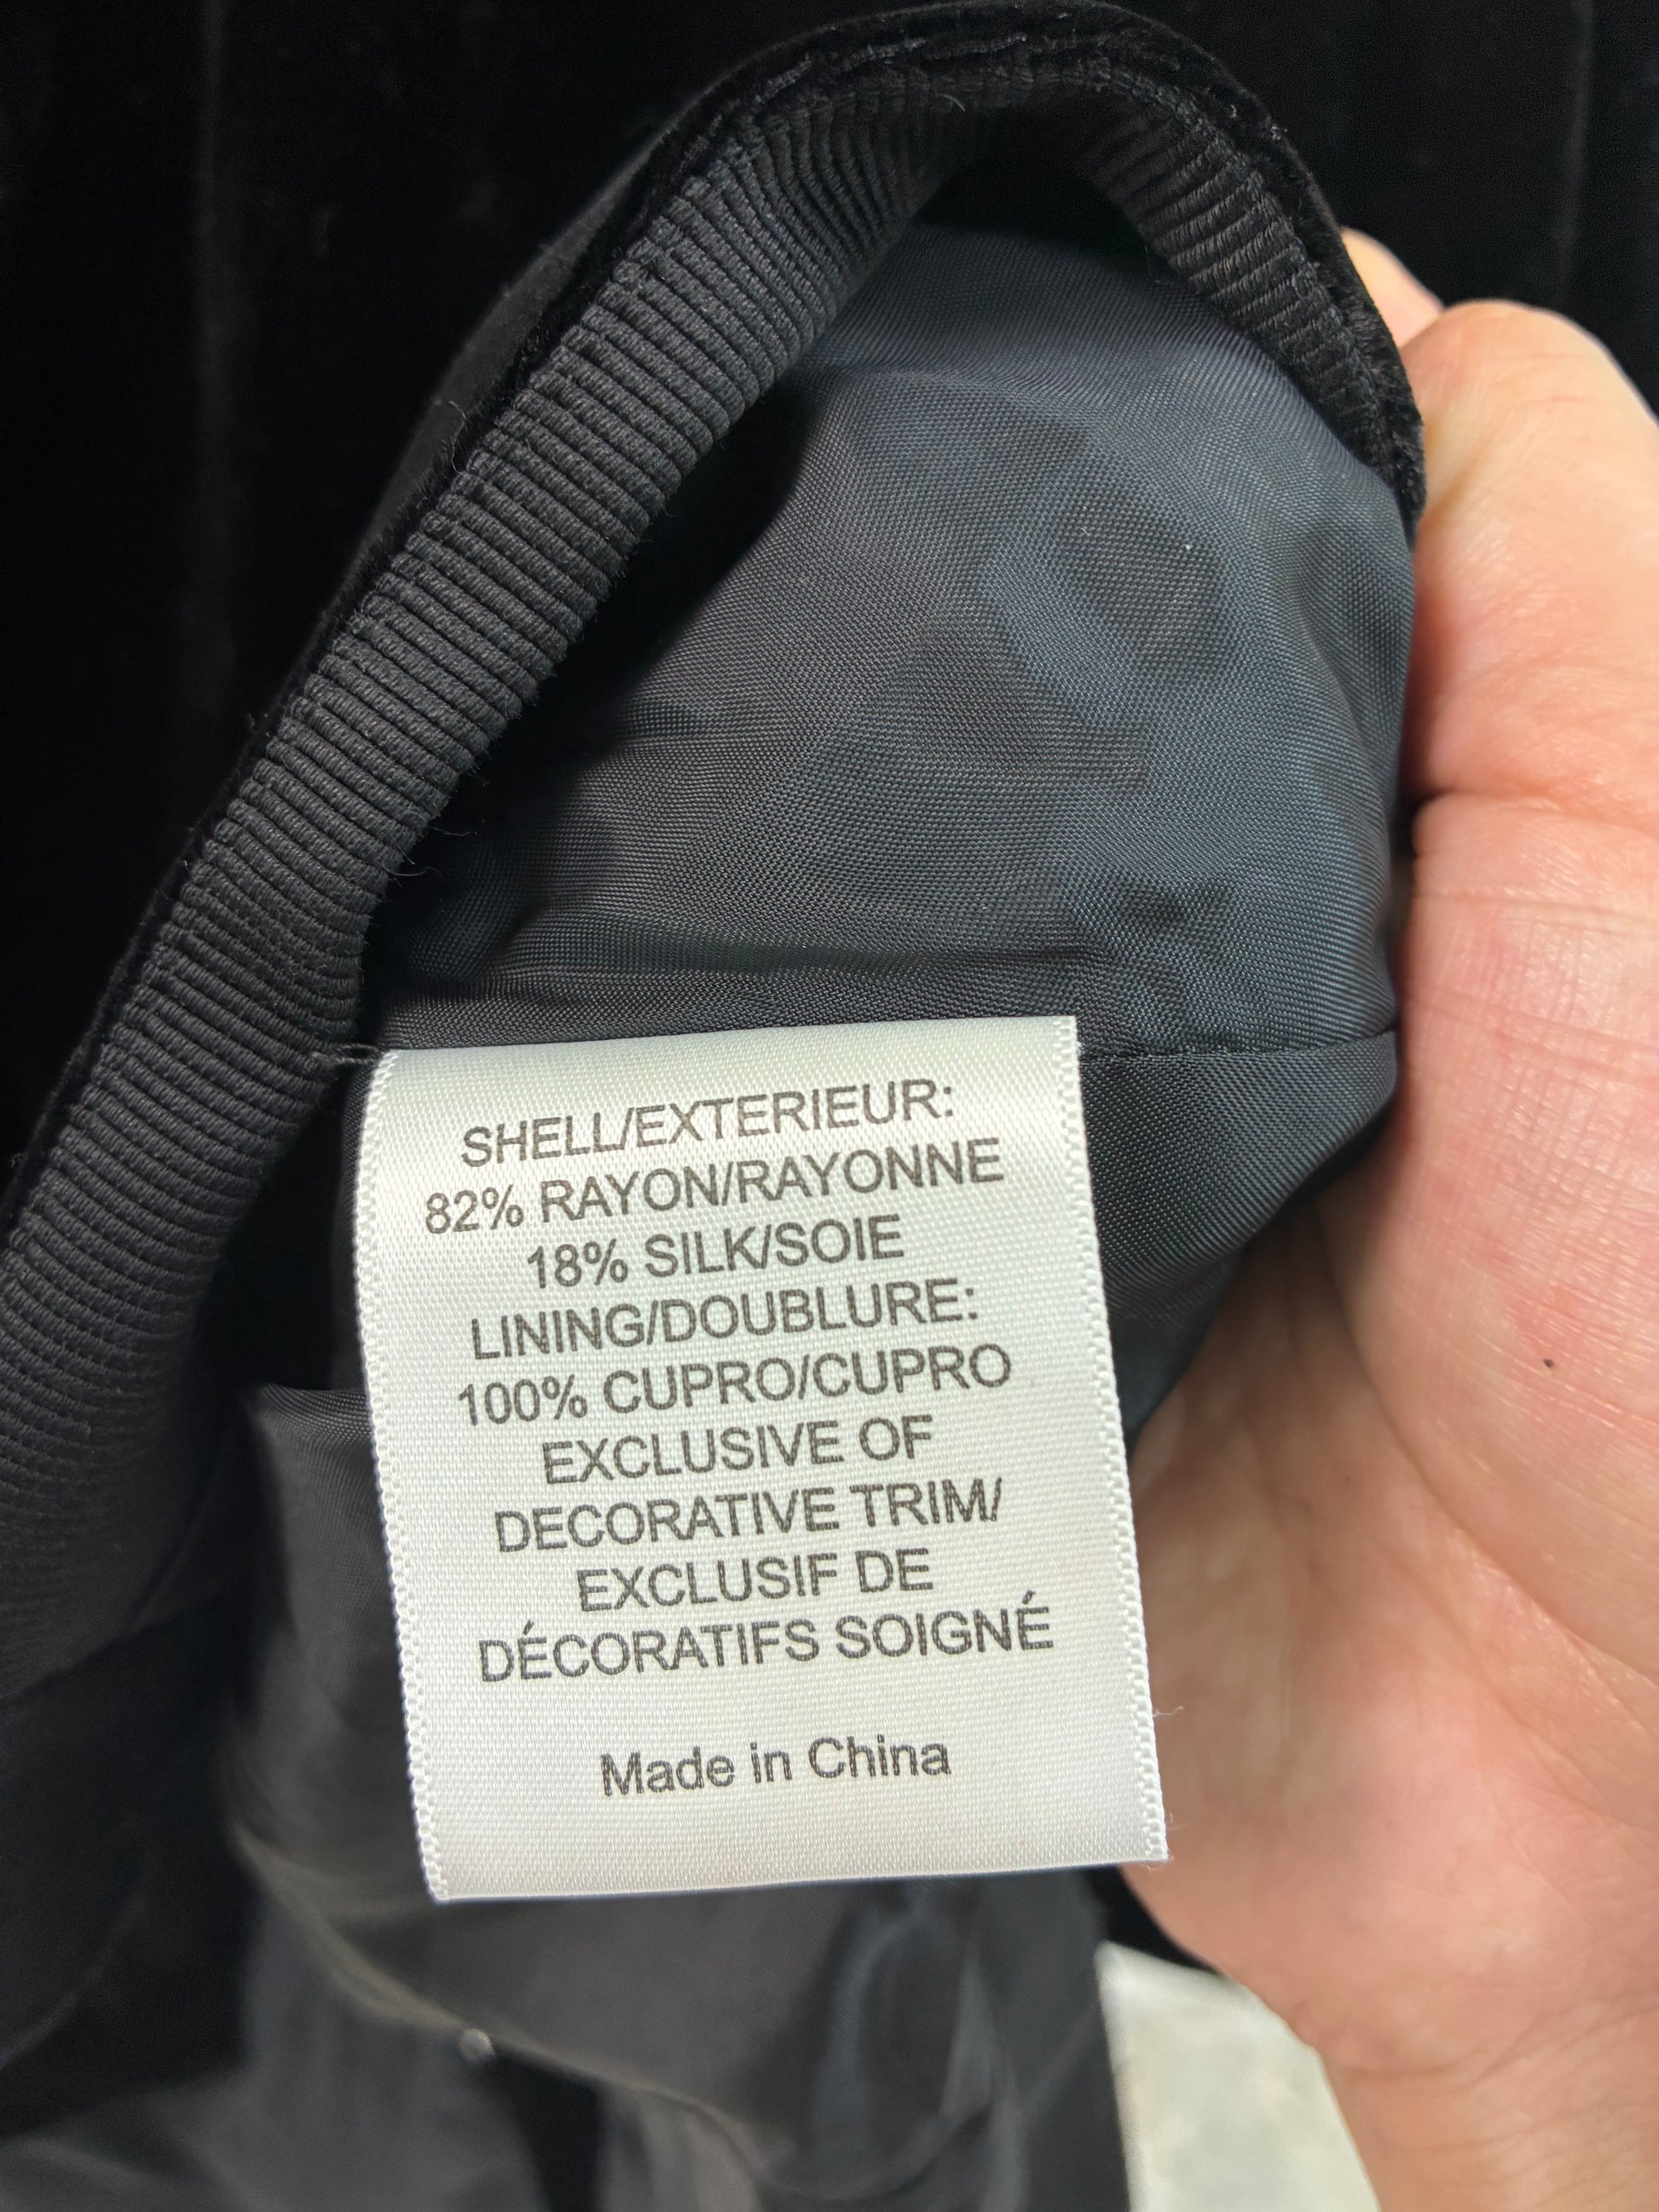 SHELL/EXTERIEUR:
82% RAYON/RAYONNE
18% SILK/SOIE
LINING/DOUBLURE:
100% CUPRO/CUPRO
EXCLUSIVE OF
DECORATIVE TRIM/
EXCLUSIF DE
DÉCORATIFS SOIGNÉ
Made in China